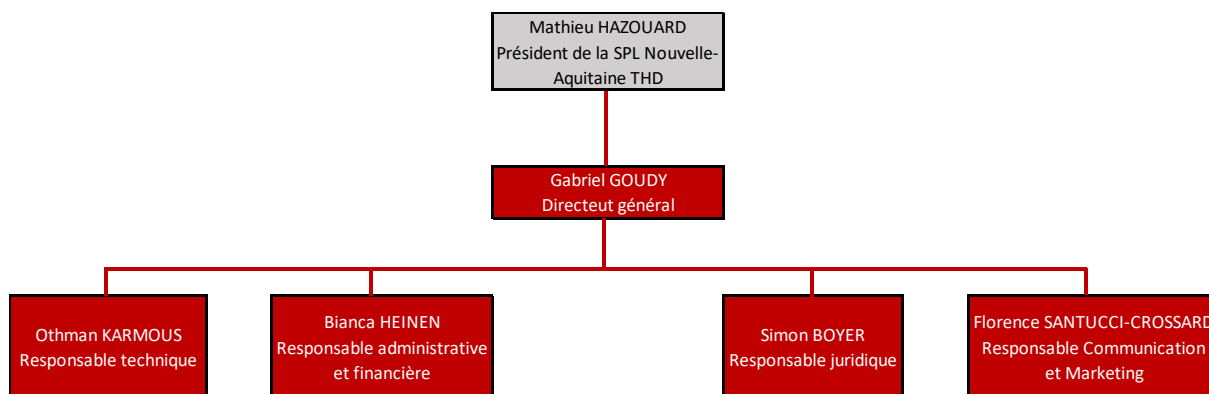 Mathieu HAZOUARD
Président de la SPL Nouvelle-
Aquitaine THD
Gabriel GOUDY
Directeut général
Othman KARMOUS
Responsable technique
Bianca HEINEN
Responsable administrative
et financière
Simon BOYER
Responsable juridique
Florence SANTUCCI-CROSSARD
Responsable Communication
et Marketing